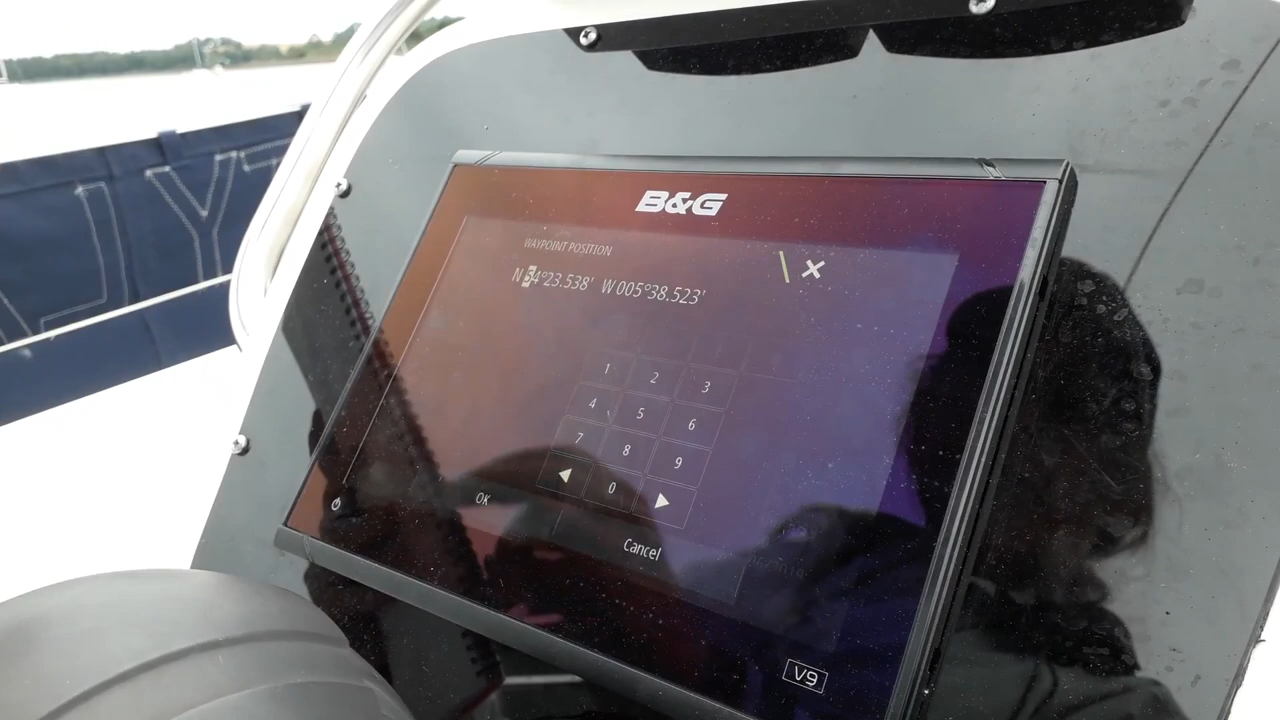 B&G
WAYPOINT POSITION
N 54°23.538' W 005°38.523'
1 2 3
4 5 6
7 8 9
0
OK
Cancel
V9